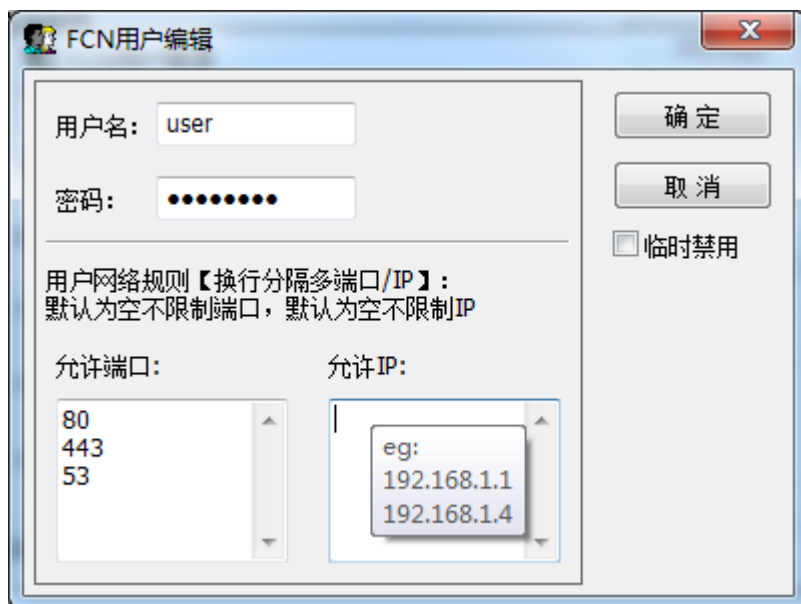 FCN用户编辑
用户名: user
确 定
密码: ••••••••
取 消
临时禁用
用户网络规则【换行分隔多端口/IP】:
默认为空不限制端口，默认为空不限制IP
允许端口:
允许IP:
80
443
53
eg:
192.168.1.1
192.168.1.4